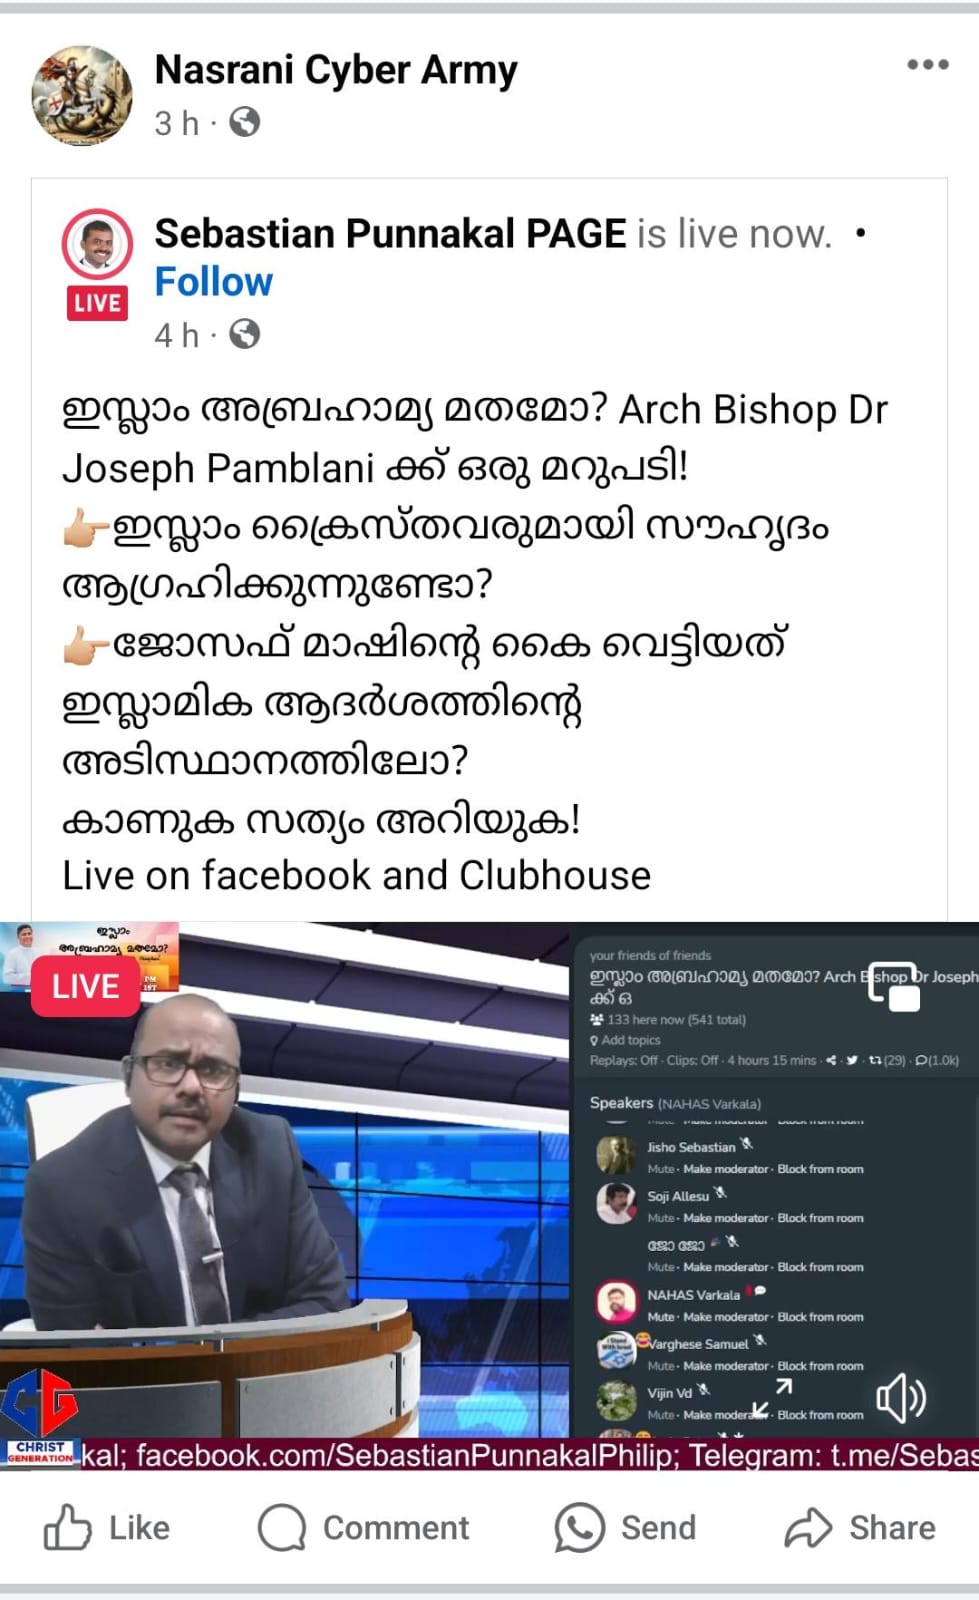 Nasrani Cyber Army
3 h ·
Sebastian Punnakal PAGE is live now. •
Follow
LIVE
4 h ·
ഇസ്ലാം അബ്രഹാമ്യ മതമോ? Arch Bishop Dr
Joseph Pamblani ക്ക് ഒരു മറുപടി!
👉🏼ഇസ്ലാം ക്രൈസ്തവരുമായി സൗഹൃദം
ആഗ്രഹിക്കുന്നുണ്ടോ?
👉🏼ജോസഫ് മാഷിന്റെ കൈ വെട്ടിയത്
ഇസ്ലാമിക ആദർശത്തിന്റെ
അടിസ്ഥാനത്തിലോ?
കാണുക സത്യം അറിയുക!
Live on facebook and Clubhouse
ഇസ്ലാം
അബ്രഹാമ്യ മതമോ?
PM
IST
LIVE
your friends of friends
ഇസ്ലാം അബ്രഹാമ്യ മതമോ? Arch Bishop Dr Joseph
ക്ക് ഒ
133 here now (541 total)
Add topics
Replays: Off · Clips: Off · 4 hours 15 mins · (29) · (1.0k)
Speakers (NAHAS Varkala)
Jisho Sebastian
Mute · Make moderator · Block from room
Soji Allesu
Mute · Make moderator · Block from room
ജോ ജോ
Mute · Make moderator · Block from room
NAHAS Varkala
Mute · Make moderator · Block from room
Varghese Samuel
Mute · Make moderator · Block from room
Vijin Vd
Mute · Make moderator · Block from room
CHRIST
GENERATION
kal; facebook.com/SebastianPunnakalPhilip; Telegram: t.me/Sebas
Like
Comment
Send
Share